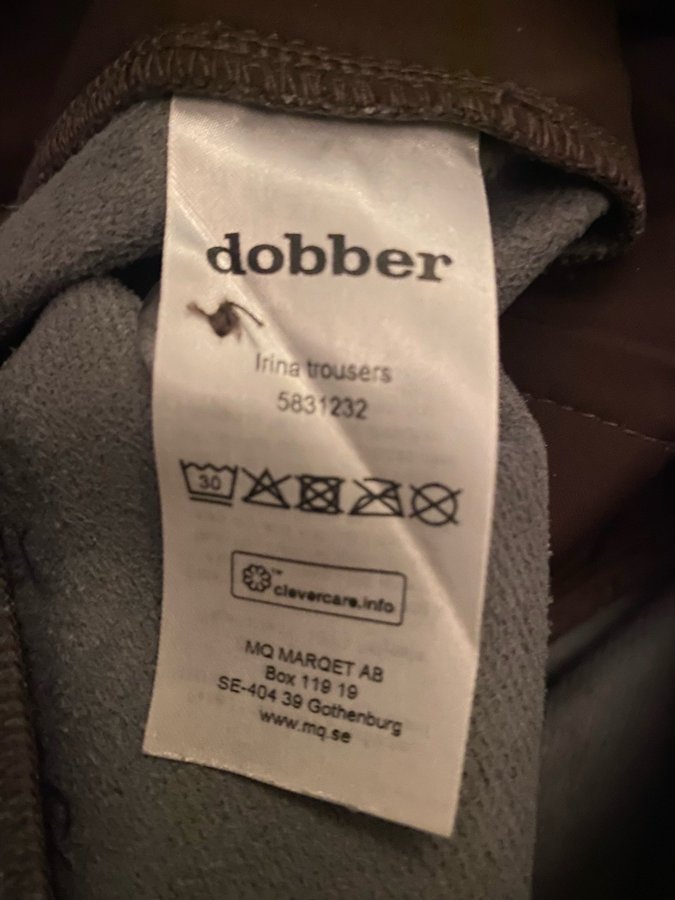 dobber
Irina trousers
5831232
30
™
clevercare.info
MQ MARQET AB
Box 119 19
SE-404 39 Gothenburg
www.mq.se